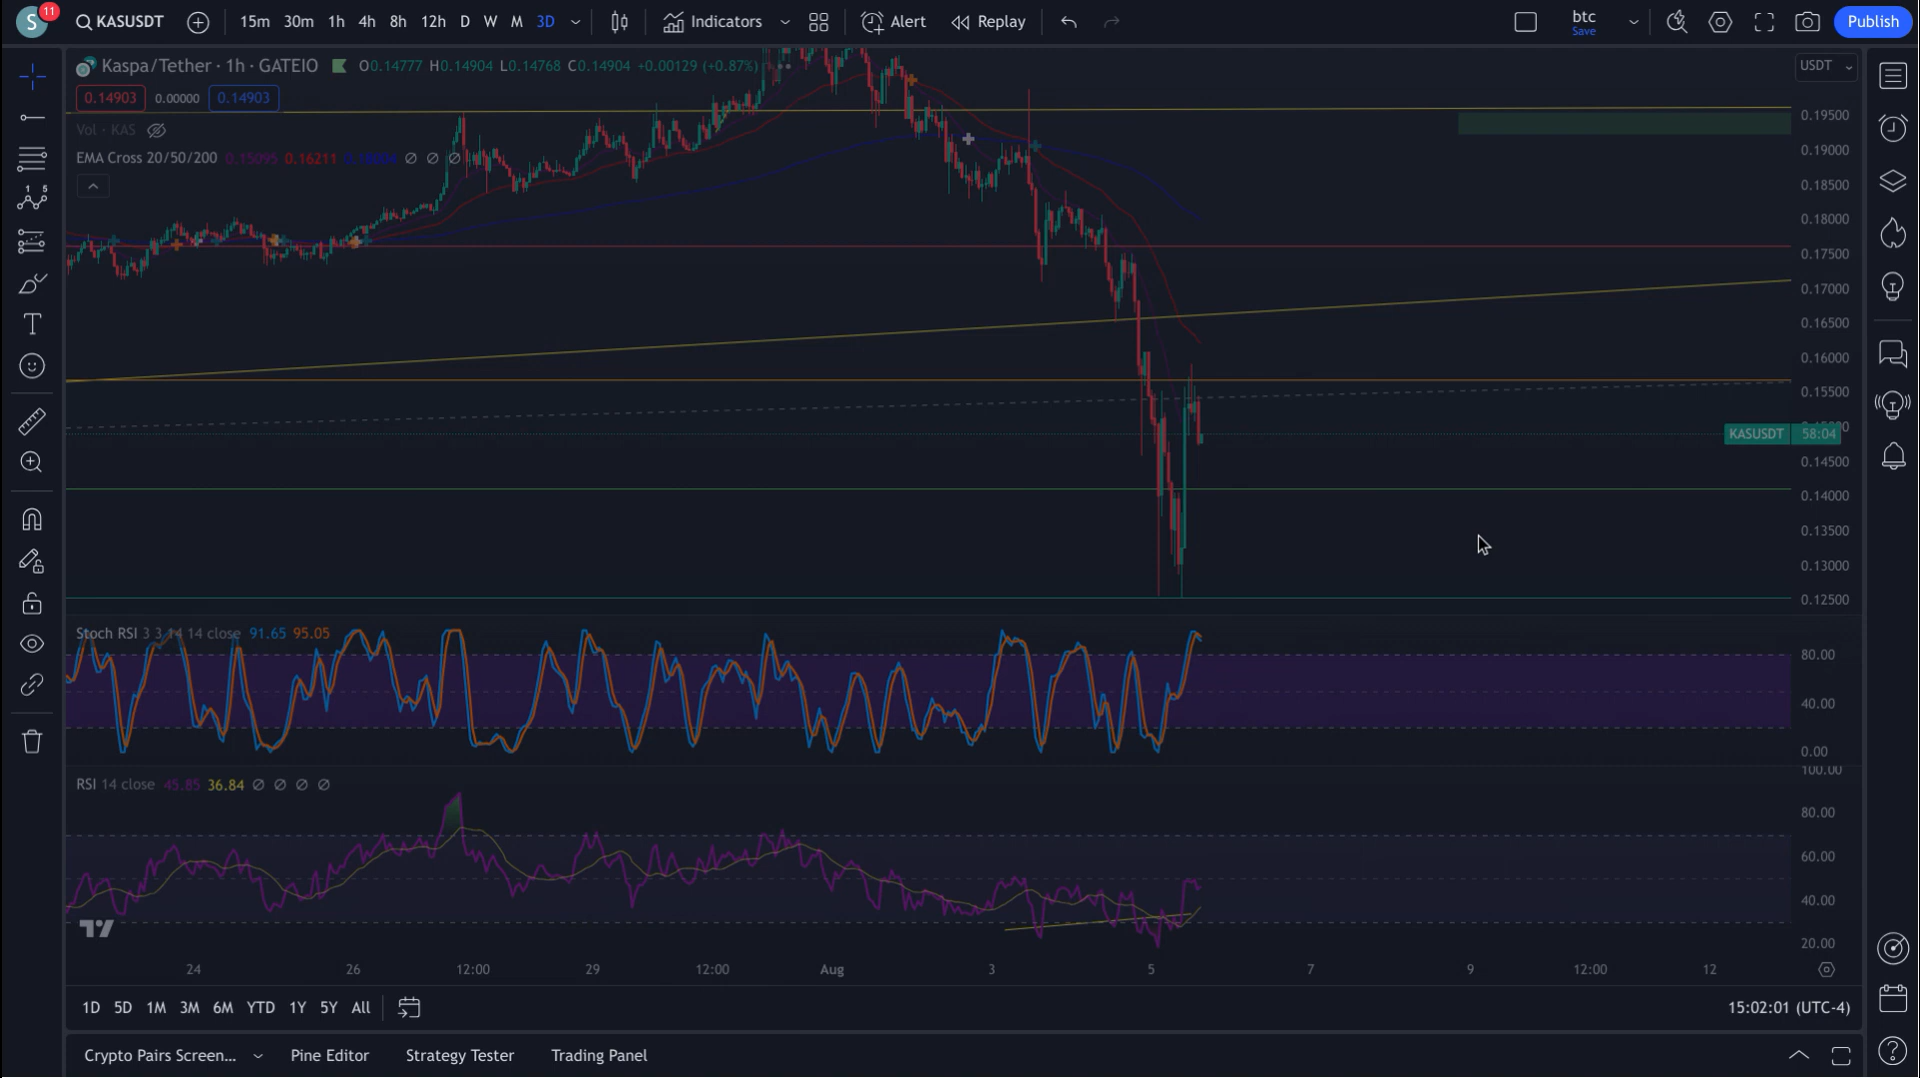 S 11 KASUSDT 15m 30m 1h 4h 8h 12h D W M 3D Indicators Alert Replay btc Save Publish
Kaspa/Tether · 1h · GATEIO O0.14777 H0.14904 L0.14768 C0.14904 +0.00129 (+0.87%) USDT
0.14903 0.00000 0.14903
Vol · KAS
EMA Cross 20/50/200 0.15095 0.16211
0.19500
0.19000
0.18500
0.18000
0.17500
0.17000
0.16500
0.16000
0.15500
KASUSDT 58:04
0.14500
0.14000
0.13500
0.13000
0.12500
Stoch RSI 3 3 14 14 close 91.65 95.05
80.00
40.00
0.00
RSI 14 close 45.85 36.84
100.00
80.00
60.00
40.00
20.00
24 26 12:00 29 12:00 Aug 3 5 7 9 12:00 12
1D 5D 1M 3M 6M YTD 1Y 5Y All 15:02:01 (UTC-4)
Crypto Pairs Screen... Pine Editor Strategy Tester Trading Panel